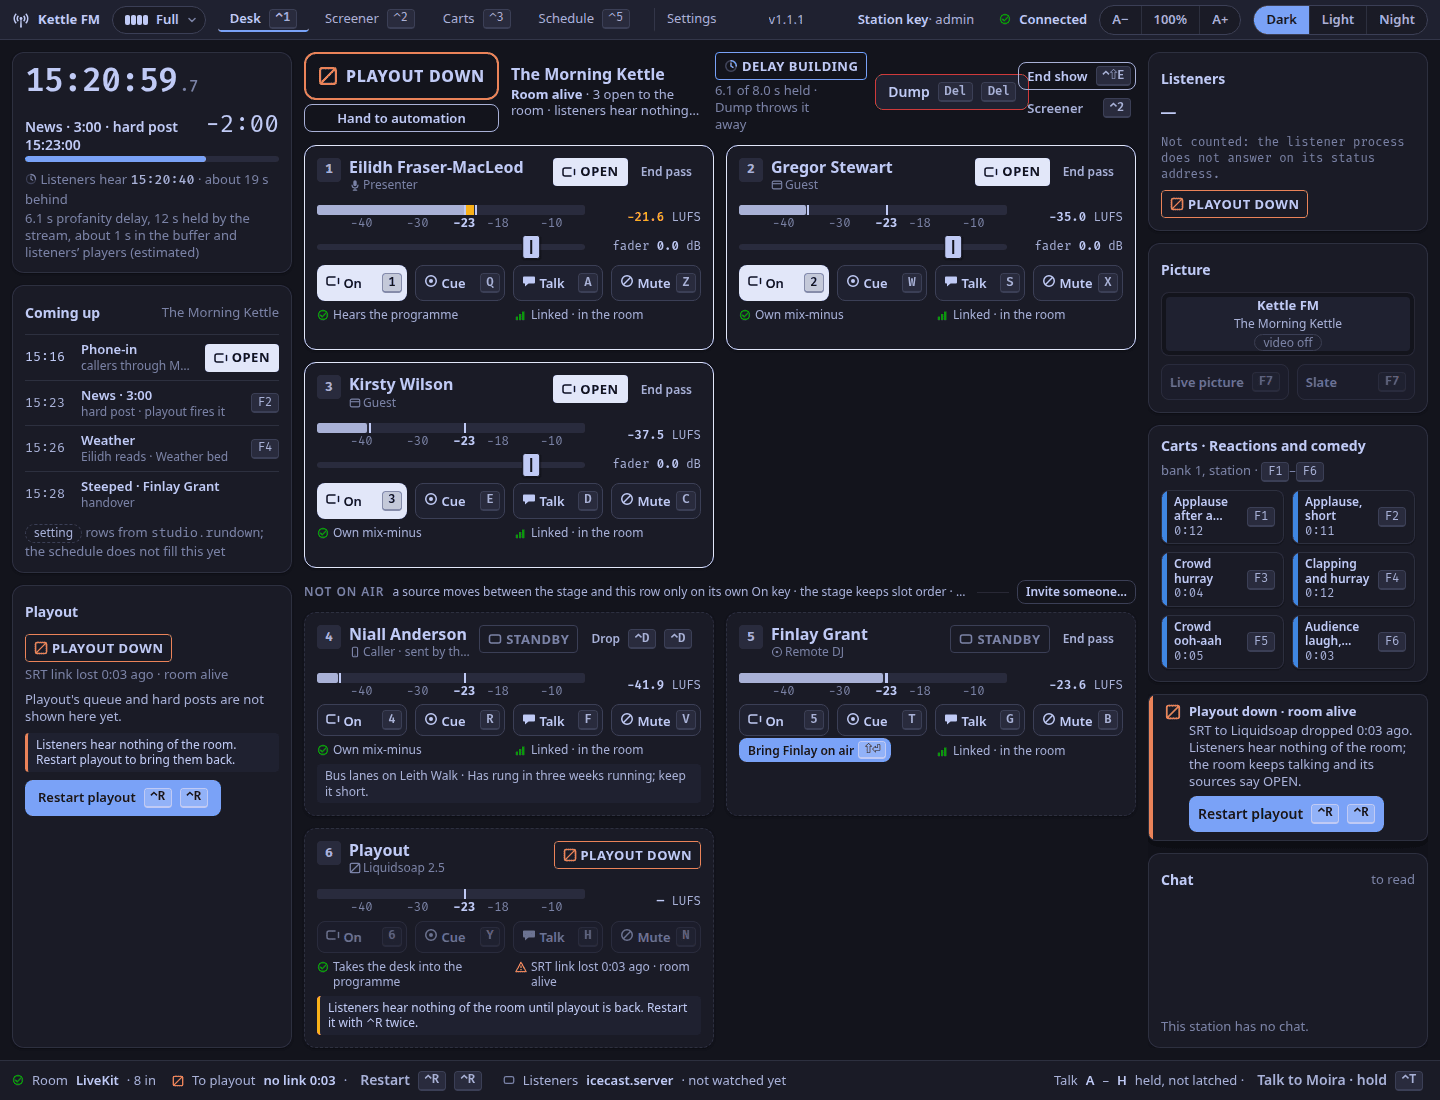 Kettle FM
Full
Desk ^1
Screener ^2
Carts ^3
Schedule ^5
Settings
v1.1.1
Station key · admin
Connected
A− 100% A+
Dark Light Night
15:20:59.7
News · 3:00 · hard post
15:23:00
-2:00
Listeners hear 15:20:40 · about 19 s
behind
6.1 s profanity delay, 12 s held by the
stream, about 1 s in the buffer and
listeners’ players (estimated)
Coming up
The Morning Kettle
15:16 Phone-in
callers through M...
OPEN
15:23 News · 3:00
hard post · playout fires it
F2
15:26 Weather
Eilidh reads · Weather bed
F4
15:28 Steeped · Finlay Grant
handover
setting rows from studio.rundown;
the schedule does not fill this yet
Playout
PLAYOUT DOWN
SRT link lost 0:03 ago · room alive
Playout's queue and hard posts are not
shown here yet.
Listeners hear nothing of the room.
Restart playout to bring them back.
Restart playout ^R ^R
PLAYOUT DOWN
Hand to automation
The Morning Kettle
Room alive · 3 open to the
room · listeners hear nothing...
DELAY BUILDING
6.1 of 8.0 s held ·
Dump throws it
away
Dump Del Del
End show ^⇧E
Screener ^2
1 Eilidh Fraser-MacLeod
Presenter
OPEN
End pass
-40 -30 -23 -18 -10
-21.6 LUFS
fader 0.0 dB
On 1
Cue Q
Talk A
Mute Z
Hears the programme
Linked · in the room
2 Gregor Stewart
Guest
OPEN
End pass
-40 -30 -23 -18 -10
-35.0 LUFS
fader 0.0 dB
On 2
Cue W
Talk S
Mute X
Own mix-minus
Linked · in the room
3 Kirsty Wilson
Guest
OPEN
End pass
-40 -30 -23 -18 -10
-37.5 LUFS
fader 0.0 dB
On 3
Cue E
Talk D
Mute C
Own mix-minus
Linked · in the room
NOT ON AIR a source moves between the stage and this row only on its own On key · the stage keeps slot order · ...
Invite someone...
4 Niall Anderson
Caller · sent by th...
STANDBY
Drop ^D ^D
-40 -30 -23 -18 -10
-41.9 LUFS
On 4
Cue R
Talk F
Mute V
Own mix-minus
Linked · in the room
Bus lanes on Leith Walk · Has rung in three weeks running; keep
it short.
5 Finlay Grant
Remote DJ
STANDBY
End pass
-40 -30 -23 -18 -10
-23.6 LUFS
On 5
Cue T
Talk G
Mute B
Bring Finlay on air ⇧⏎
Linked · in the room
6 Playout
Liquidsoap 2.5
PLAYOUT DOWN
-40 -30 -23 -18 -10
— LUFS
On 6
Cue Y
Talk H
Mute N
Takes the desk into the
programme
SRT link lost 0:03 ago · room
alive
Listeners hear nothing of the room until playout is back. Restart
it with ^R twice.
Listeners
—
Not counted: the listener process
does not answer on its status
address.
PLAYOUT DOWN
Picture
Kettle FM
The Morning Kettle
video off
Live picture F7
Slate F7
Carts · Reactions and comedy
bank 1, station · F1–F6
Applause
after a...
0:12
F1
Applause,
short
0:11
F2
Crowd
hurray
0:04
F3
Clapping
and hurray
0:12
F4
Crowd
ooh-aah
0:05
F5
Audience
laugh,...
0:03
F6
Playout down · room alive
SRT to Liquidsoap dropped 0:03 ago.
Listeners hear nothing of the room;
the room keeps talking and its
sources say OPEN.
Restart playout ^R ^R
Chat
to read
This station has no chat.
Room LiveKit · 8 in
To playout no link 0:03 ·
Restart ^R ^R
Listeners icecast.server · not watched yet
Talk A – H held, not latched ·
Talk to Moira · hold ^T